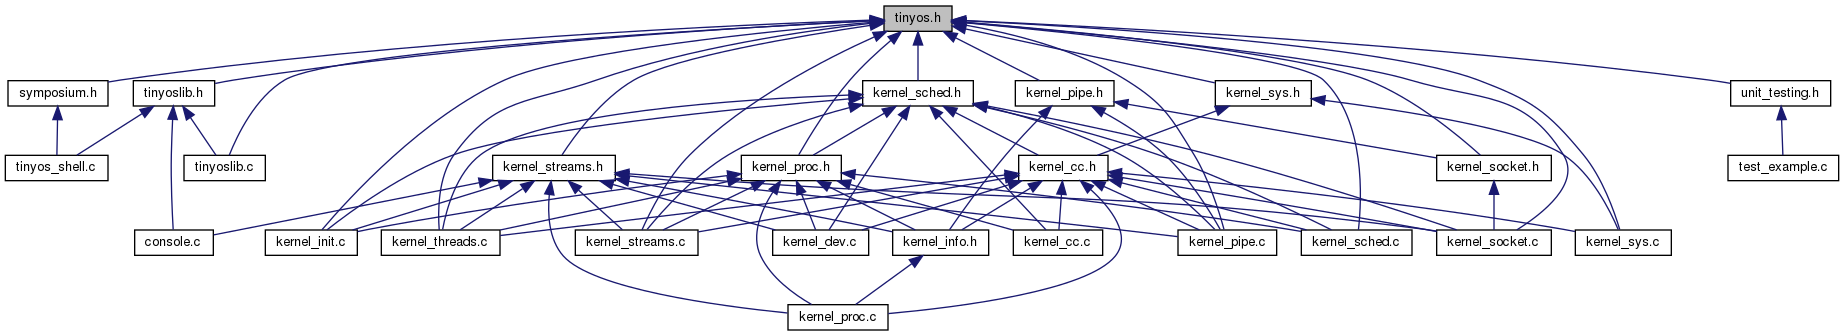 tinyos.h
symposium.h
tinyoslib.h
kernel_sched.h
kernel_pipe.h
kernel_sys.h
unit_testing.h
tinyos_shell.c
tinyoslib.c
kernel_streams.h
kernel_proc.h
kernel_cc.h
kernel_socket.h
test_example.c
console.c
kernel_init.c
kernel_threads.c
kernel_streams.c
kernel_dev.c
kernel_info.h
kernel_cc.c
kernel_pipe.c
kernel_sched.c
kernel_socket.c
kernel_sys.c
kernel_proc.c